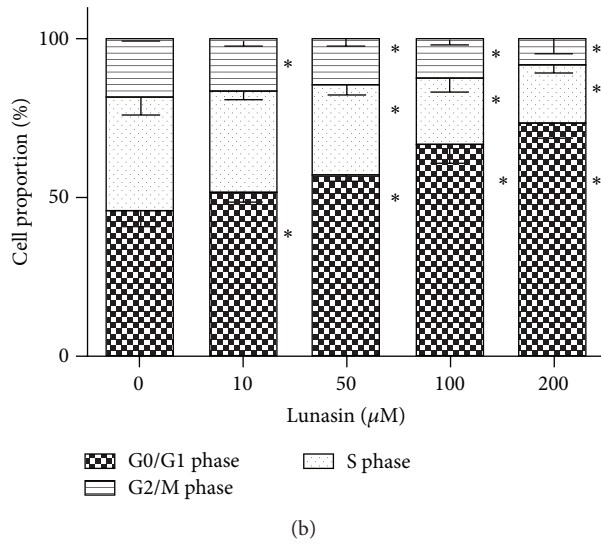 100
50
0
Cell proportion (%)
*
*
*
*
*
*
*
*
*
*
*
0 10 50 100 200
Lunasin (µM)
G0/G1 phase S phase
G2/M phase
(b)